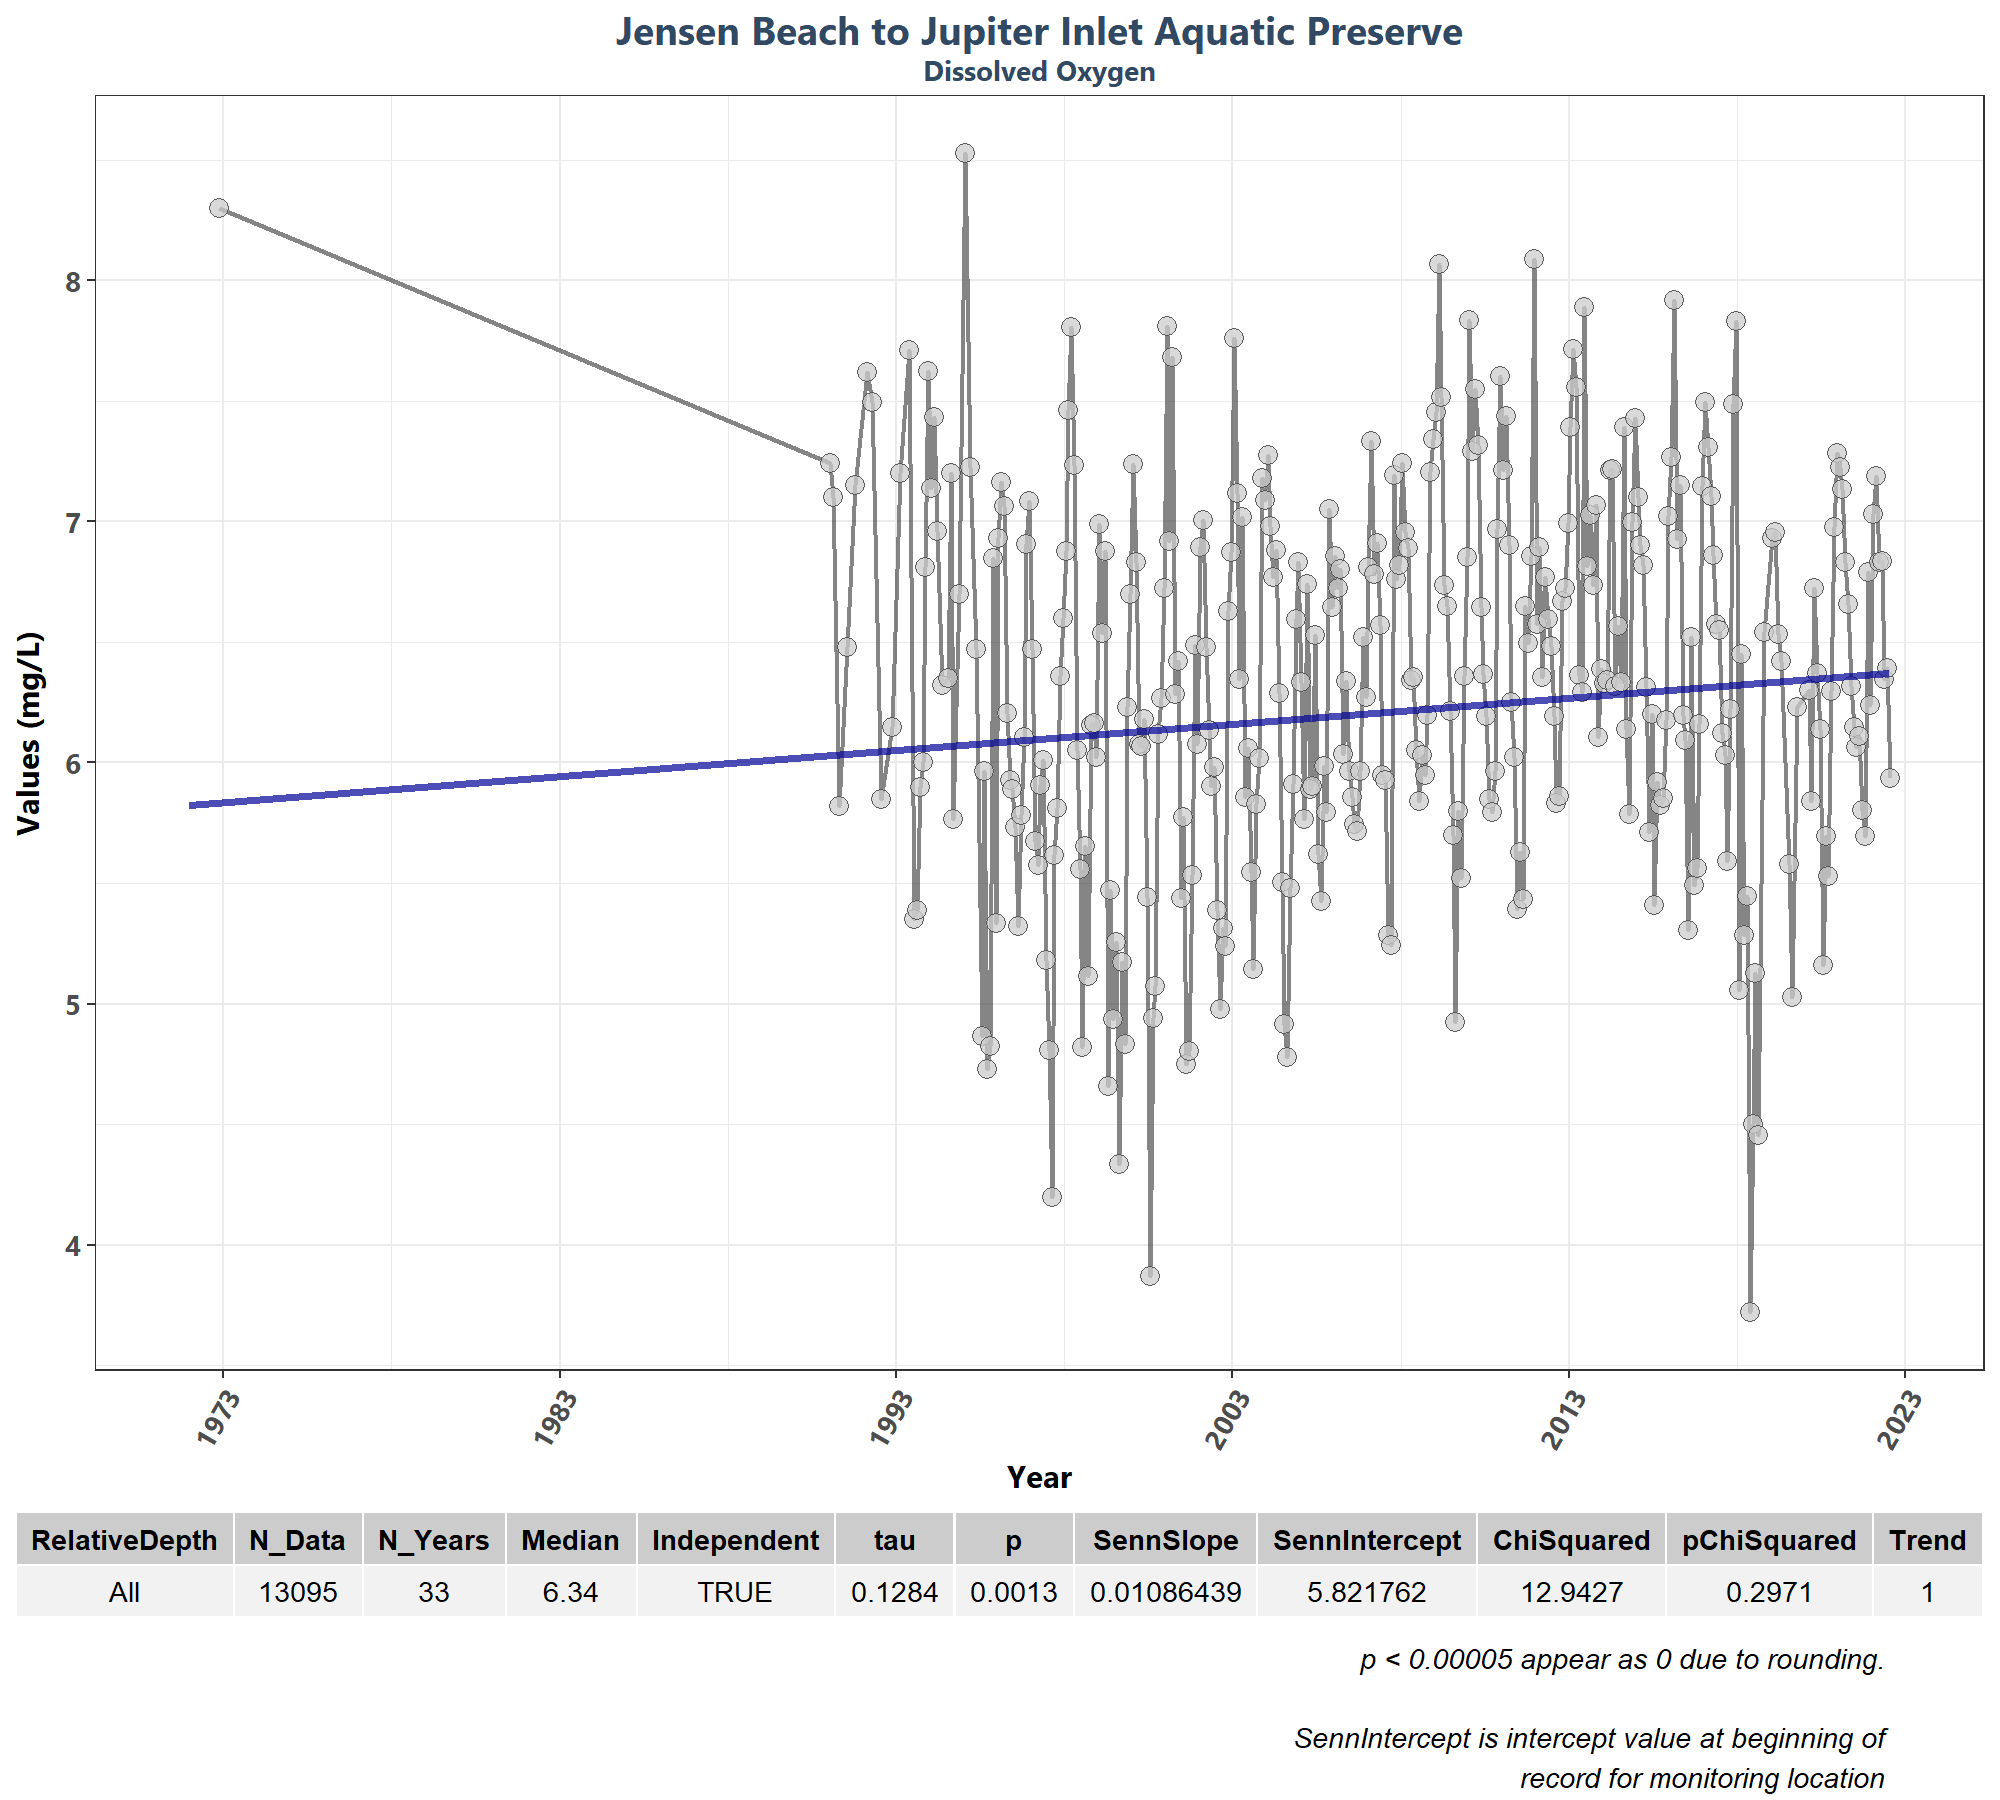 Jensen Beach to Jupiter Inlet Aquatic Preserve
Dissolved Oxygen
Values (mg/L)
8
7
6
5
4
1973 1983 1993 2003 2013 2023
Year
RelativeDepth N_Data N_Years Median Independent tau p SennSlope SennIntercept ChiSquared pChiSquared Trend
All 13095 33 6.34 TRUE 0.1284 0.0013 0.01086439 5.821762 12.9427 0.2971 1
p < 0.00005 appear as 0 due to rounding.
SennIntercept is intercept value at beginning of
record for monitoring location